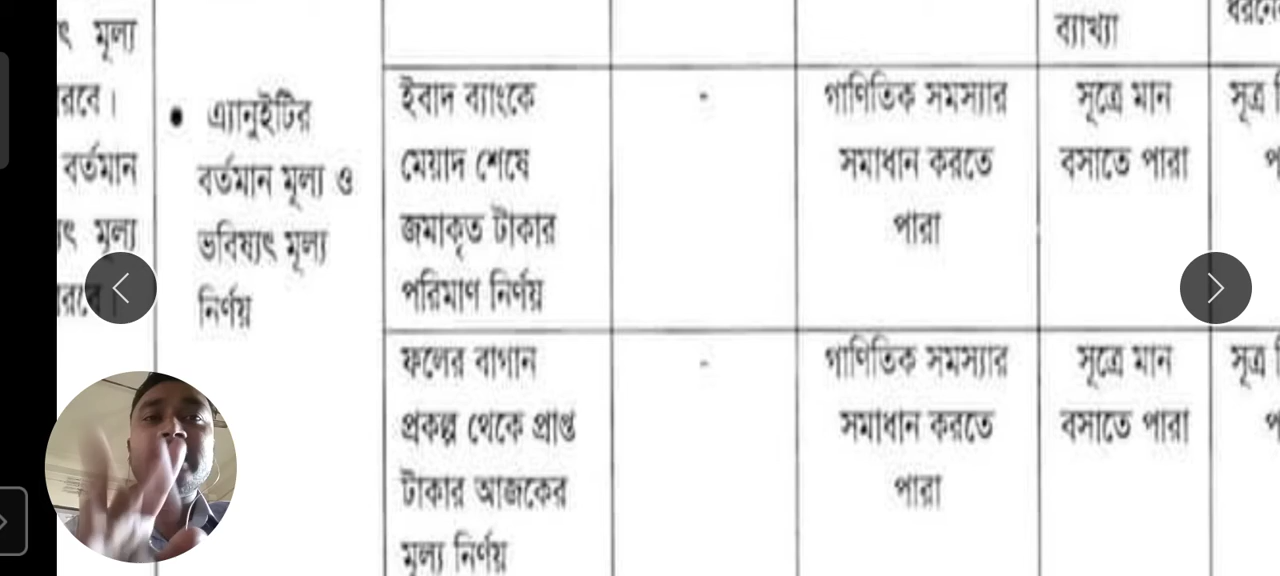 ৎ মূল্য
রবে।
বর্তমান
ৎ মূল্য
রবে।
• এ্যানুইটির
বর্তমান মূল্য ও
ভবিষ্যৎ মূল্য
নির্ণয়
ইবাদ ব্যাংকে
মেয়াদ শেষে
জমাকৃত টাকার
পরিমাণ নির্ণয়
ফলের বাগান
প্রকল্প থেকে প্রাপ্ত
টাকার আজকের
মূল্য নির্ণয়
-
-
গাণিতিক সমস্যার
সমাধান করতে
পারা
গাণিতিক সমস্যার
সমাধান করতে
পারা
ব্যাখ্যা
সূত্রে মান
বসাতে পারা
সূত্রে মান
বসাতে পারা
সূত্র
সূত্র